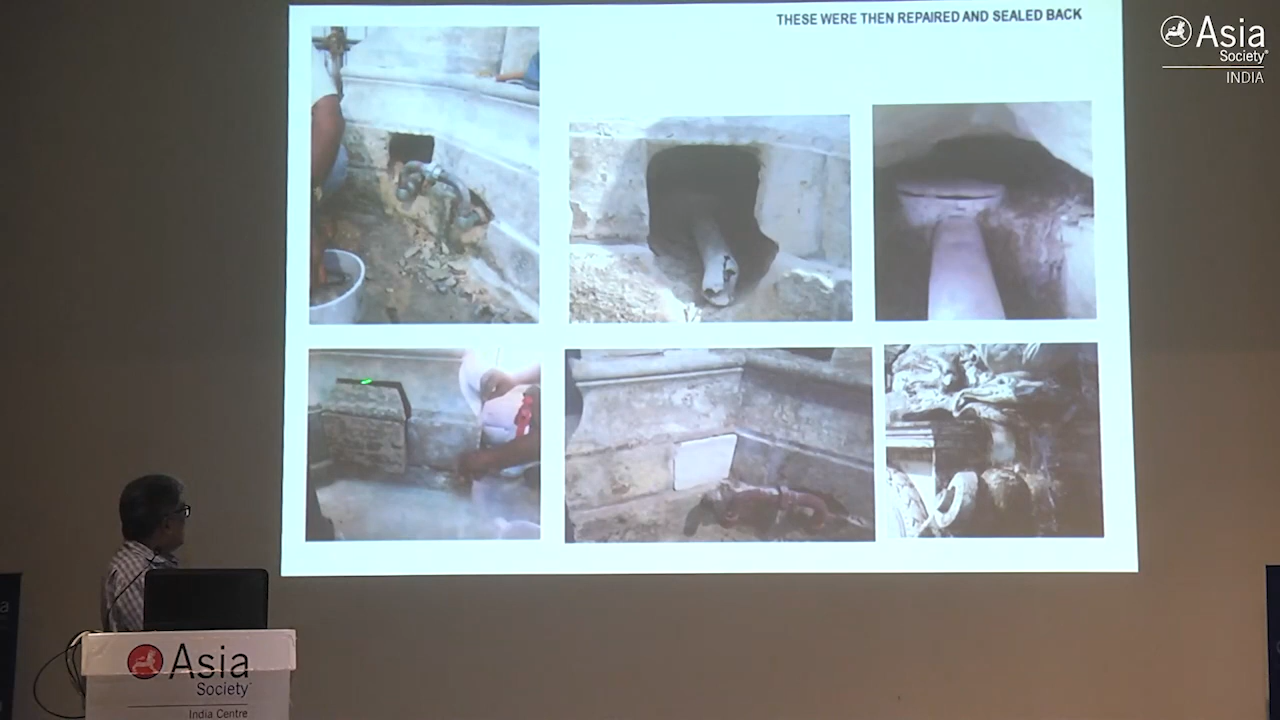 THESE WERE THEN REPAIRED AND SEALED BACK
Asia
Society
INDIA
Asia
Society
India Centre